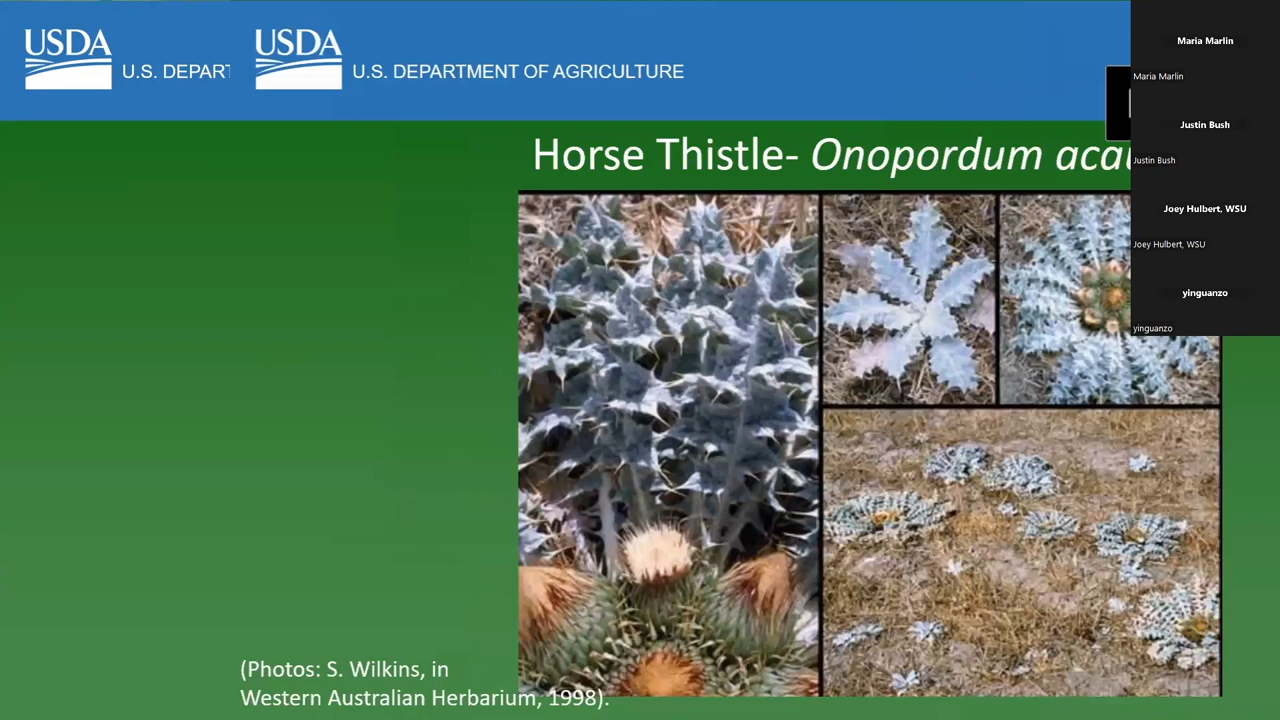 USDA
U.S. DEPART
USDA
U.S. DEPARTMENT OF AGRICULTURE
Horse Thistle- Onopordum acau
(Photos: S. Wilkins, in
Western Australian Herbarium, 1998).
Maria Marlin
Maria Marlin
Justin Bush
Justin Bush
Joey Hulbert, WSU
Joey Hulbert, WSU
yinguanzo
yinguanzo